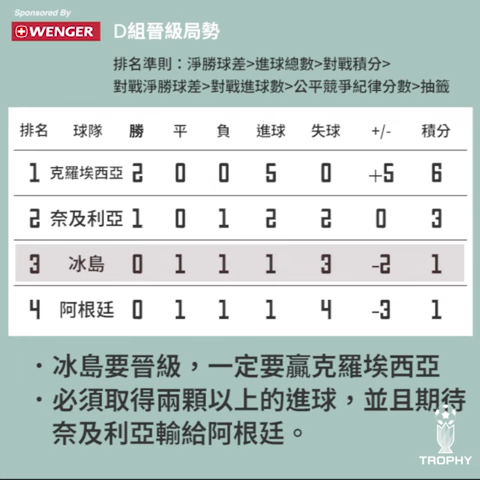 Sponsored By
WENGER
D組晉級局勢
排名準則：淨勝球差>進球總數>對戰積分>
對戰淨勝球差>對戰進球數>公平競爭紀律分數>抽籤
排名 球隊 勝 平 負 進球 失球 +/- 積分
1 克羅埃西亞 2 0 0 5 0 +5 6
2 奈及利亞 1 0 1 2 2 0 3
3 冰島 0 1 1 1 3 -2 1
4 阿根廷 0 1 1 1 4 -3 1
・冰島要晉級，一定要贏克羅埃西亞
・必須取得兩顆以上的進球，並且期待
奈及利亞輸給阿根廷。
TROPHY